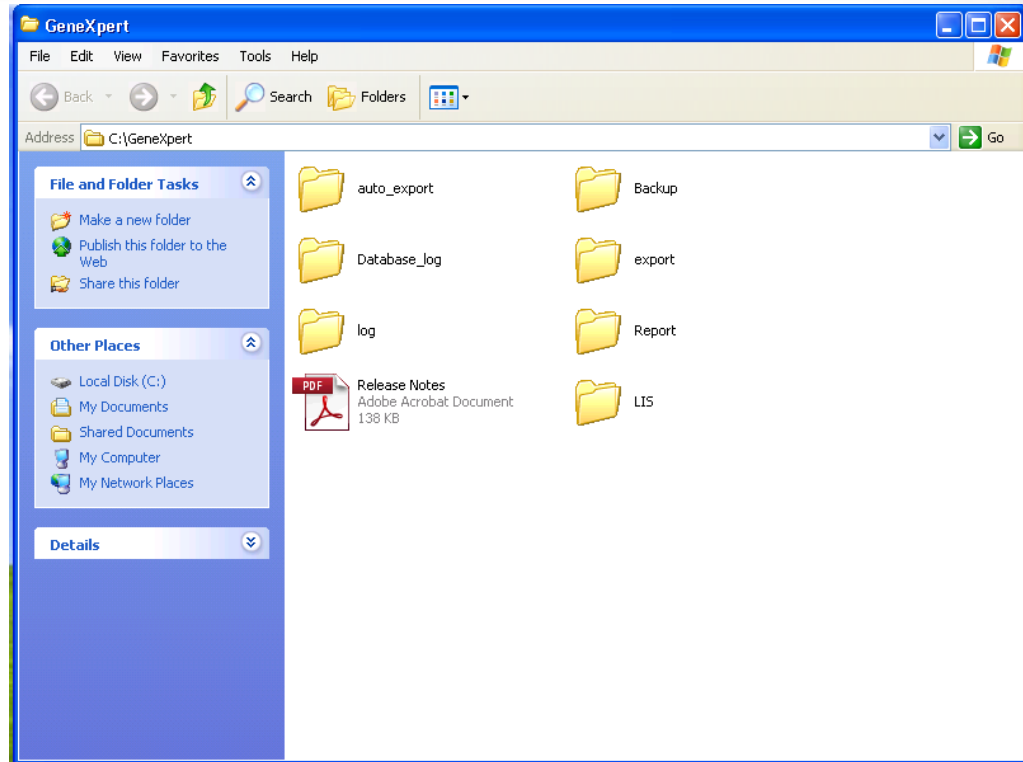 GeneXpert
File Edit View Favorites Tools Help
Back Search Folders
Address C:\GeneXpert Go
File and Folder Tasks
Make a new folder
Publish this folder to the
Web
Share this folder
Other Places
Local Disk (C:)
My Documents
Shared Documents
My Computer
My Network Places
Details
auto_export Backup
Database_log export
log Report
PDF Release Notes
Adobe Acrobat Document
138 KB
LIS